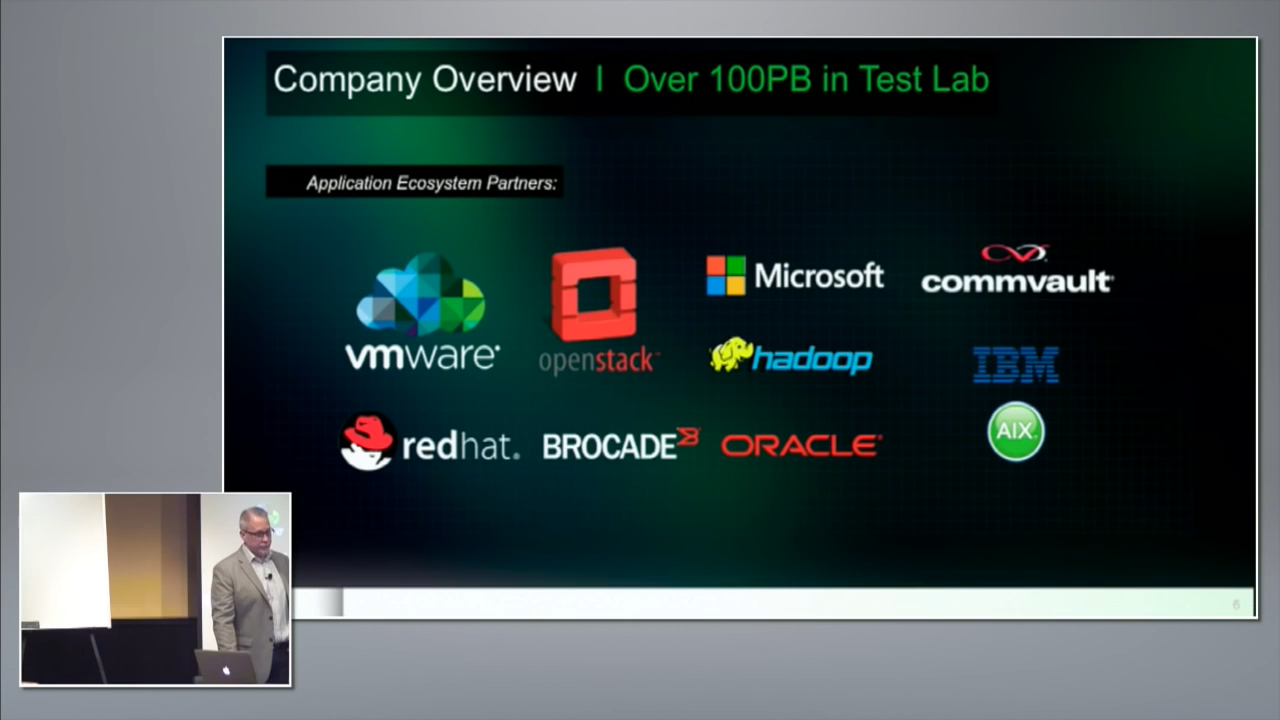 Company Overview | Over 100PB in Test Lab
Application Ecosystem Partners:
vmware
openstack
Microsoft
commvault
hadoop
IBM
redhat.
BROCADE
ORACLE
AIX
6